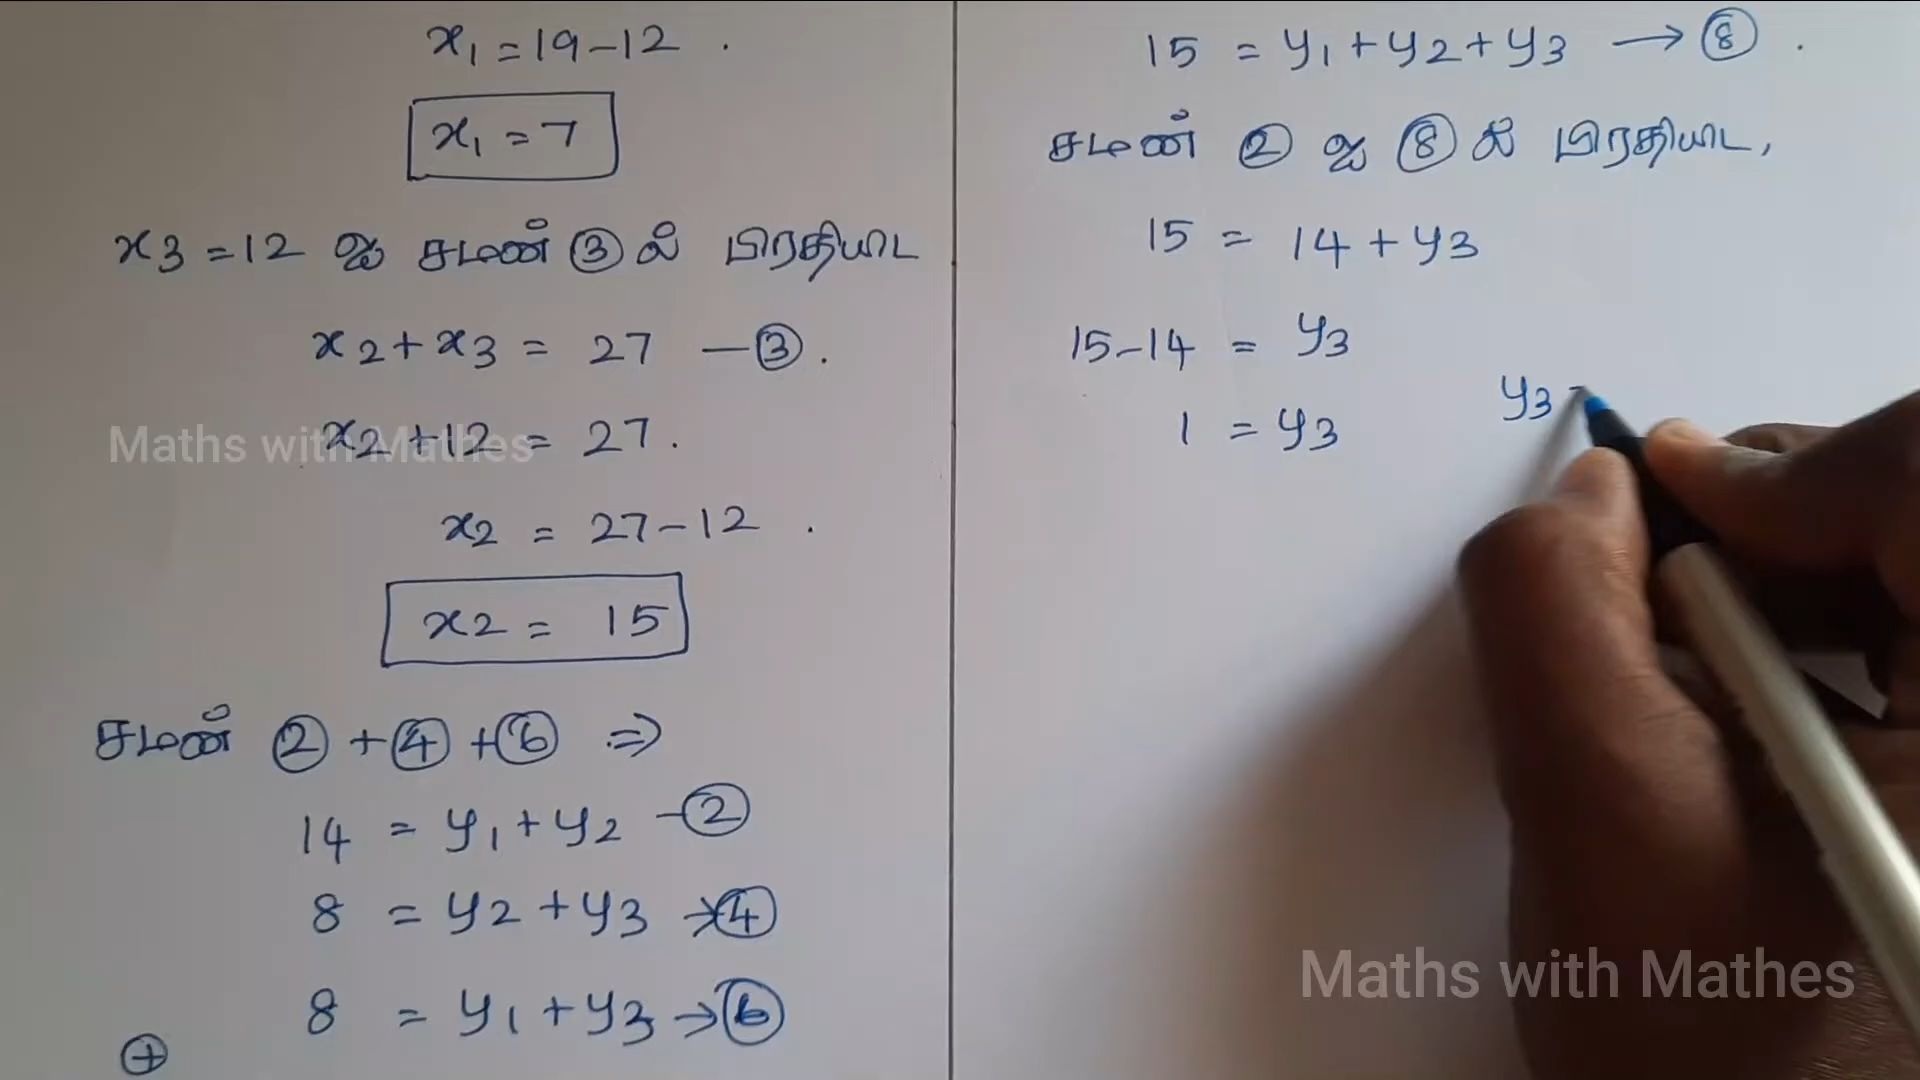 x1 = 19-12 .
x1 = 7
x3 = 12 ஐ சமன் ③ ல் பிரதியிட
x2 + x3 = 27 — ③ .
x2 + 12 = 27 .
x2 = 27-12 .
x2 = 15
சமன் ② + ④ + ⑥ ⇒
14 = y1 + y2 - ②
8 = y2 + y3 → ④
8 = y1 + y3 → ⑥
⊕
15 = y1 + y2 + y3 → ⑧ .
சமன் ② ஐ ⑧ ல் பிரதியிட,
15 = 14 + y3
15-14 = y3
1 = y3
y3 =
Maths with Mathes
Maths with Mathes